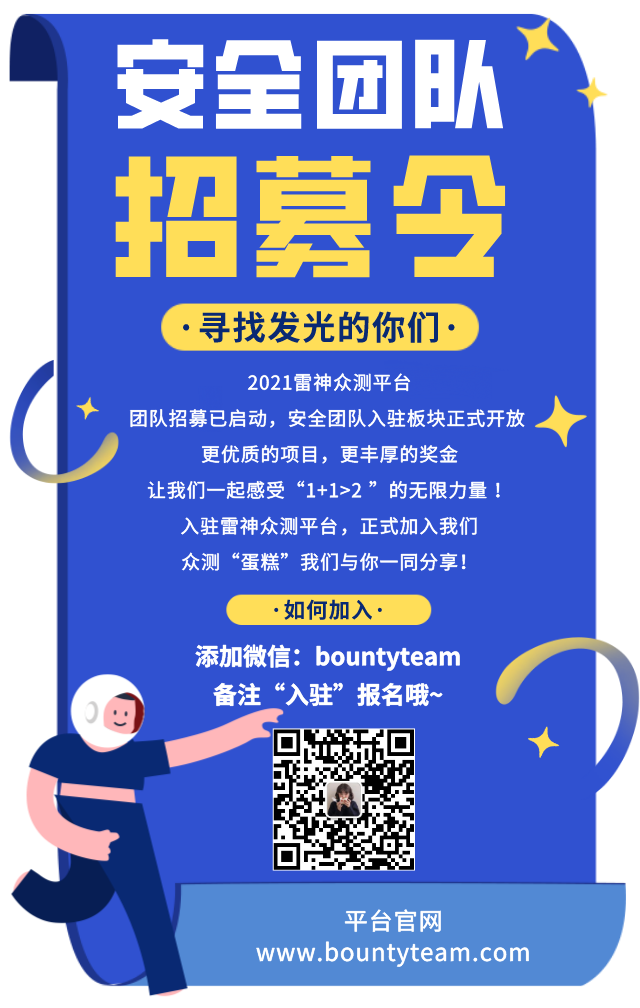 安全团队
招募令
·寻找发光的你们·
2021雷神众测平台
团队招募已启动，安全团队入驻板块正式开放
更优质的项目，更丰厚的奖金
让我们一起感受“1+1>2 ”的无限力量！
入驻雷神众测平台，正式加入我们
众测“蛋糕”我们与你一同分享！
·如何加入·
添加微信：bountyteam
备注“入驻”报名哦~
平台官网
www.bountyteam.com